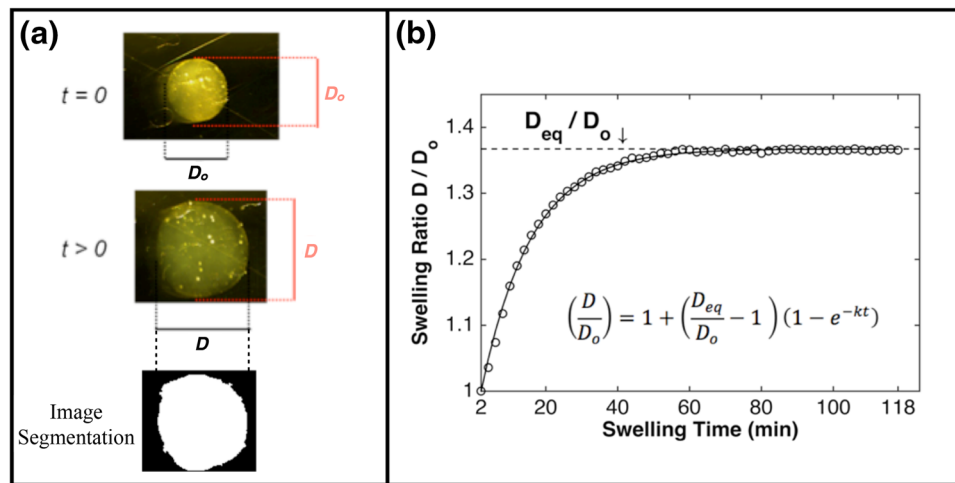 (a)
t = 0
Do
Do
t > 0
D
D
Image
Segmentation
(b)
Swelling Ratio D / Do
1.4
1.3
1.2
1.1
1
Deq / Do ↓
(D/Do) = 1 + (Deq/Do − 1) (1 − e^−kt)
2 20 40 60 80 100 118
Swelling Time (min)